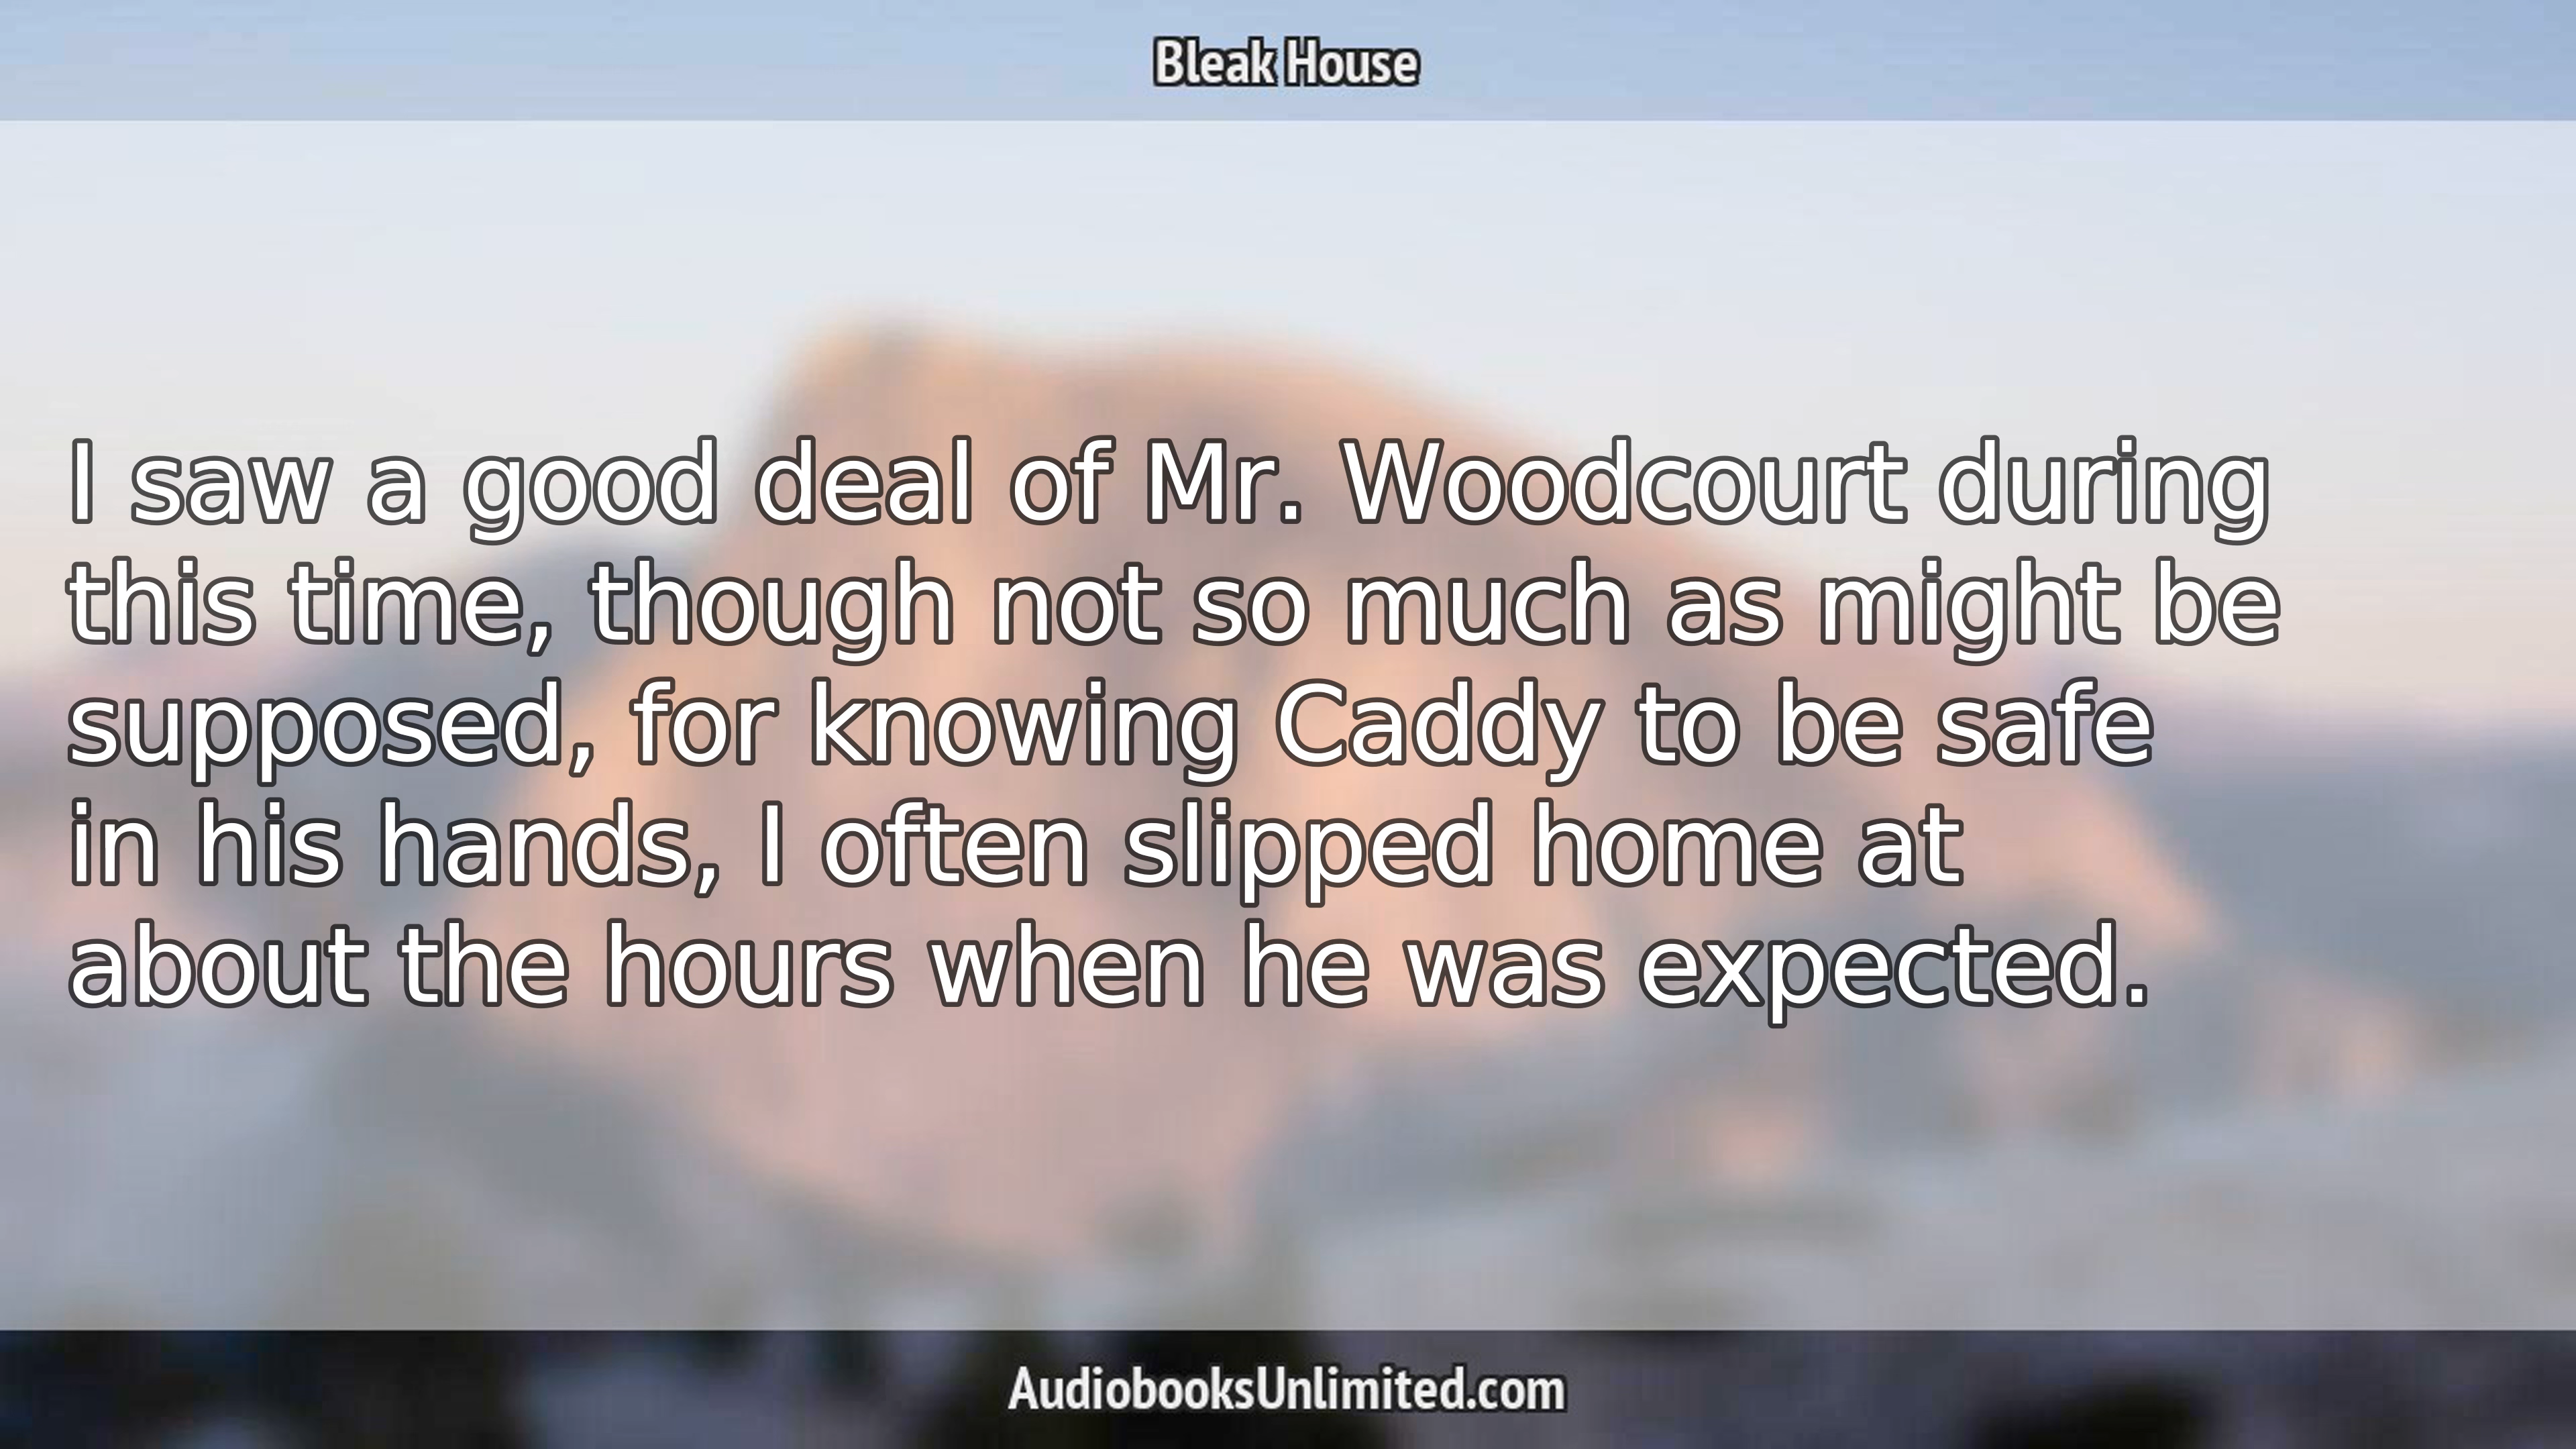 Bleak House
I saw a good deal of Mr. Woodcourt during
this time, though not so much as might be
supposed, for knowing Caddy to be safe
in his hands, I often slipped home at
about the hours when he was expected.
AudiobooksUnlimited.com